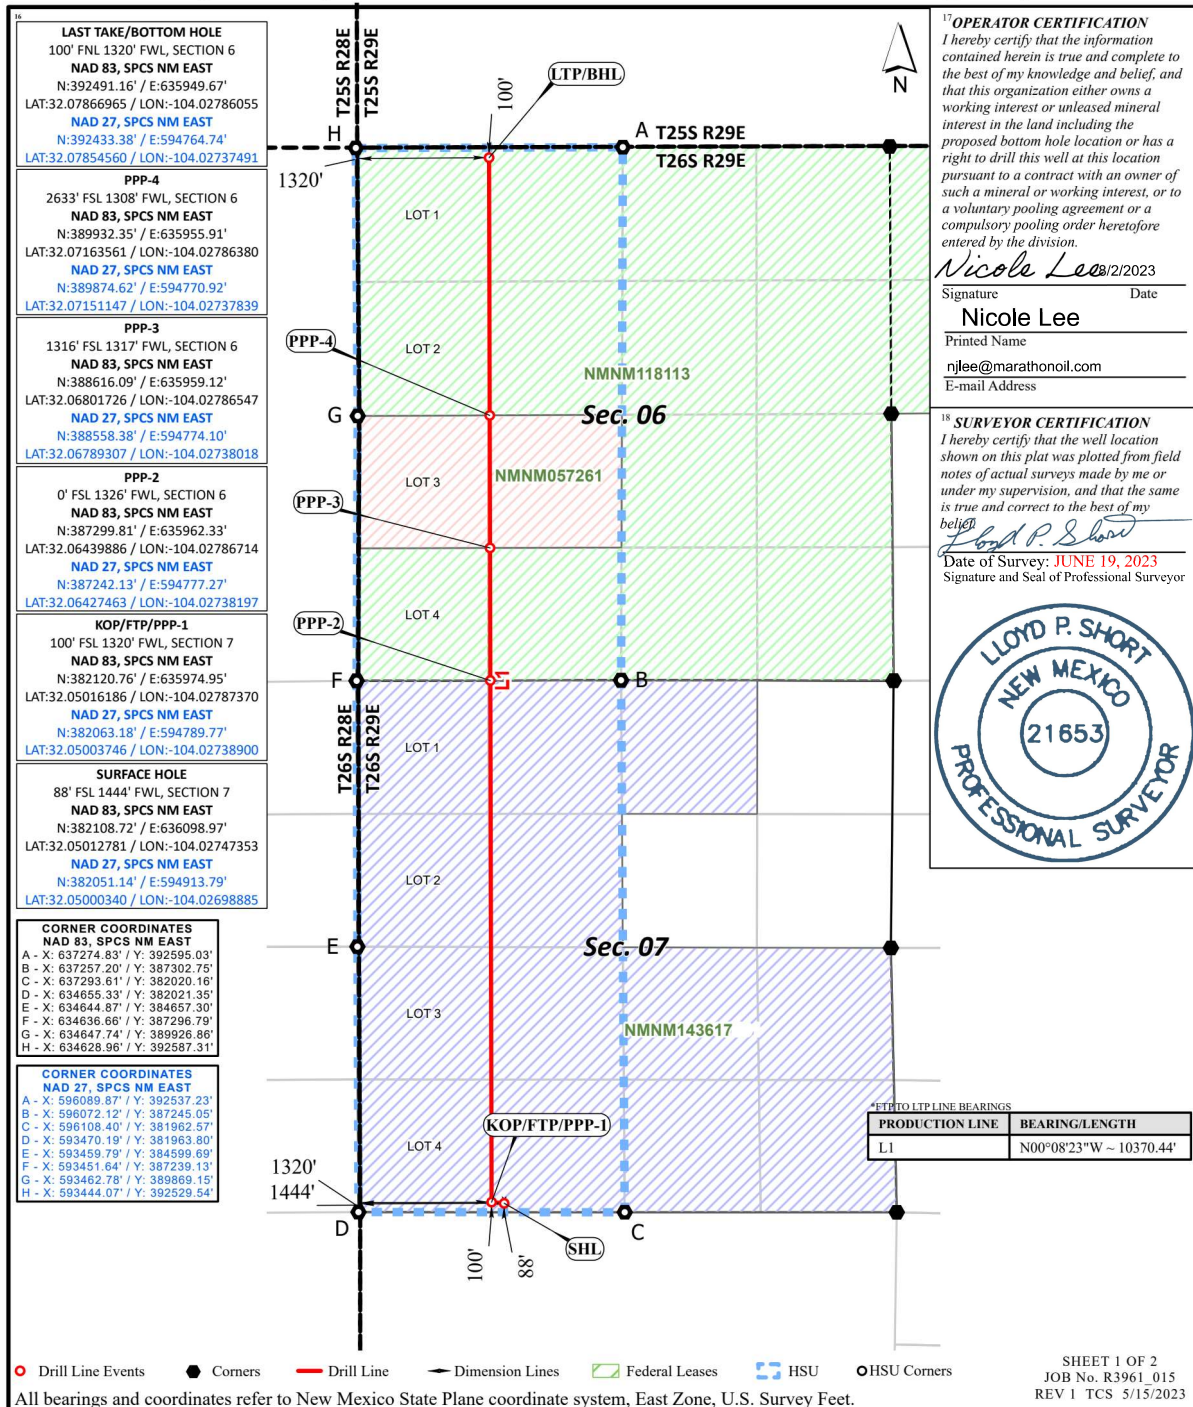 16
LAST TAKE/BOTTOM HOLE
100' FNL 1320' FWL, SECTION 6
NAD 83, SPCS NM EAST
N:392491.16' / E:635949.67'
LAT:32.07866965 / LON:-104.02786055
NAD 27, SPCS NM EAST
N:392433.38' / E:594764.74'
LAT:32.07854560 / LON:-104.02737491
PPP-4
2633' FSL 1308' FWL, SECTION 6
NAD 83, SPCS NM EAST
N:389932.35' / E:635955.91'
LAT:32.07163561 / LON:-104.02786380
NAD 27, SPCS NM EAST
N:389874.62' / E:594770.92'
LAT:32.07151147 / LON:-104.02737839
PPP-3
1316' FSL 1317' FWL, SECTION 6
NAD 83, SPCS NM EAST
N:388616.09' / E:635959.12'
LAT:32.06801726 / LON:-104.02786547
NAD 27, SPCS NM EAST
N:388558.38' / E:594774.10'
LAT:32.06789307 / LON:-104.02738018
PPP-2
0' FSL 1326' FWL, SECTION 6
NAD 83, SPCS NM EAST
N:387299.81' / E:635962.33'
LAT:32.06439886 / LON:-104.02786714
NAD 27, SPCS NM EAST
N:387242.13' / E:594777.27'
LAT:32.06427463 / LON:-104.02738197
KOP/FTP/PPP-1
100' FSL 1320' FWL, SECTION 7
NAD 83, SPCS NM EAST
N:382120.76' / E:635974.95'
LAT:32.05016186 / LON:-104.02787370
NAD 27, SPCS NM EAST
N:382063.18' / E:594789.77'
LAT:32.05003746 / LON:-104.02738900
SURFACE HOLE
88' FSL 1444' FWL, SECTION 7
NAD 83, SPCS NM EAST
N:382108.72' / E:636098.97'
LAT:32.05012781 / LON:-104.02747353
NAD 27, SPCS NM EAST
N:382051.14' / E:594913.79'
LAT:32.05000340 / LON:-104.02698885
CORNER COORDINATES
NAD 83, SPCS NM EAST
A - X: 637274.83' / Y: 392595.03'
B - X: 637257.20' / Y: 387302.75'
C - X: 637293.61' / Y: 382020.16'
D - X: 634655.33' / Y: 382021.35'
E - X: 634644.87' / Y: 384657.30'
F - X: 634636.66' / Y: 387296.79'
G - X: 634647.74' / Y: 389926.86'
H - X: 634628.96' / Y: 392587.31'
CORNER COORDINATES
NAD 27, SPCS NM EAST
A - X: 596089.87' / Y: 392537.23'
B - X: 596072.12' / Y: 387245.05'
C - X: 596108.40' / Y: 381962.57'
D - X: 593470.19' / Y: 381963.80'
E - X: 593459.79' / Y: 384599.69'
F - X: 593451.64' / Y: 387239.13'
G - X: 593462.78' / Y: 389869.15'
H - X: 593444.07' / Y: 392529.54'
T25S R28E
T25S R29E
100'
LTP/BHL
N
H
A
T25S R29E
T26S R29E
1320'
LOT 1
PPP-4
LOT 2
NMNM118113
G
Sec. 06
LOT 3
NMNM057261
PPP-3
LOT 4
PPP-2
F
L1
B
T26S R28E
T26S R29E
LOT 1
LOT 2
E
Sec. 07
LOT 3
NMNM143617
KOP/FTP/PPP-1
LOT 4
1320'
1444'
D
C
100'
88'
SHL
17 OPERATOR CERTIFICATION
I hereby certify that the information
contained herein is true and complete to
the best of my knowledge and belief, and
that this organization either owns a
working interest or unleased mineral
interest in the land including the
proposed bottom hole location or has a
right to drill this well at this location
pursuant to a contract with an owner of
such a mineral or working interest, or to
a voluntary pooling agreement or a
compulsory pooling order heretofore
entered by the division.
Nicole Lee 8/2/2023
Signature Date
Nicole Lee
Printed Name
njlee@marathonoil.com
E-mail Address
18 SURVEYOR CERTIFICATION
I hereby certify that the well location
shown on this plat was plotted from field
notes of actual surveys made by me or
under my supervision, and that the same
is true and correct to the best of my
belief.
Lloyd P. Short
Date of Survey: JUNE 19, 2023
Signature and Seal of Professional Surveyor
LLOYD P. SHORT
NEW MEXICO
21653
PROFESSIONAL SURVEYOR
*FTP TO LTP LINE BEARINGS
PRODUCTION LINE BEARING/LENGTH
L1 N00°08'23"W ~ 10370.44'
Drill Line Events Corners Drill Line Dimension Lines Federal Leases HSU HSU Corners
All bearings and coordinates refer to New Mexico State Plane coordinate system, East Zone, U.S. Survey Feet.
SHEET 1 OF 2
JOB No. R3961_015
REV 1 TCS 5/15/2023